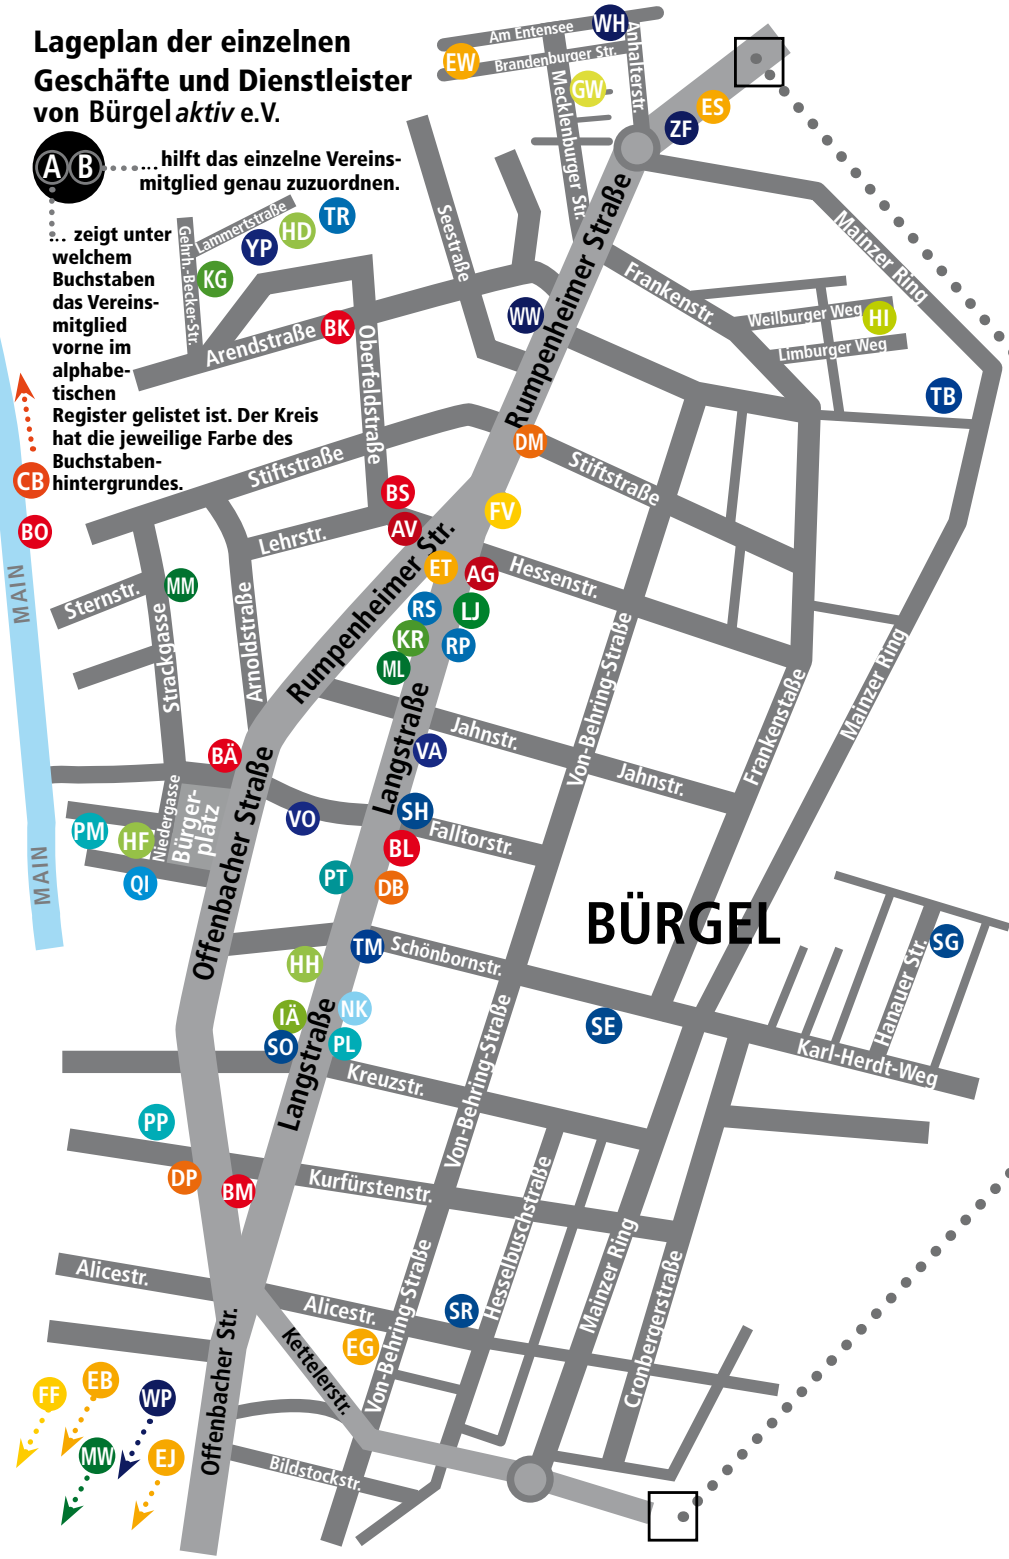 Lageplan der einzelnen
Geschäfte und Dienstleister
von Bürgel aktiv e.V.
A B
...hilft das einzelne Vereins-
mitglied genau zuzuordnen.
... zeigt unter
welchem
Buchstaben
das Vereins-
mitglied
vorne im
alphabe-
tischen
Register gelistet ist. Der Kreis
hat die jeweilige Farbe des
Buchstaben-
hintergrundes.
Am Entensee
WH
Anhalterstr.
EW
Brandenburger Str.
Mecklenburger Str.
GW
ES
ZF
Lammertstraße
Gehrh.-Becker-Str.
TR
HD
YP
KG
Seestraße
Rumpenheimer Straße
Frankenstr.
Mainzer Ring
Weilburger Weg
HI
Limburger Weg
WW
BK
Arendstraße
Oberfeldstraße
TB
DM
Stiftstraße
Stiftstraße
CB
BO
MAIN
BS
AV
FV
Lehrstr.
Rumpenheimer Str.
ET
AG
Hessenstr.
Sternstr.
MM
Strackgasse
Arnoldstraße
RS
LJ
KR
RP
ML
Von-Behring-Straße
Frankenstaße
Mainzer Ring
Langstraße
Jahnstr.
Jahnstr.
BÄ
VA
Offenbacher Straße
Niedergasse
Bürger-
platz
VO
SH
Falltorstr.
PM
HF
BL
QI
PT
DB
MAIN
BÜRGEL
TM
Schönbornstr.
HH
SG
Hanauer Str.
IÄ
NK
SE
SO
PL
Langstraße
Karl-Herdt-Weg
Kreuzstr.
Von-Behring-Straße
PP
DP
BM
Kurfürstenstr.
Hesselbuschstraße
Mainzer Ring
Cronbergerstraße
Alicestr.
Alicestr.
SR
EG
Von-Behring-Straße
Kettelerstr.
Offenbacher Str.
FF
EB
WP
MW
EJ
Bildstockstr.